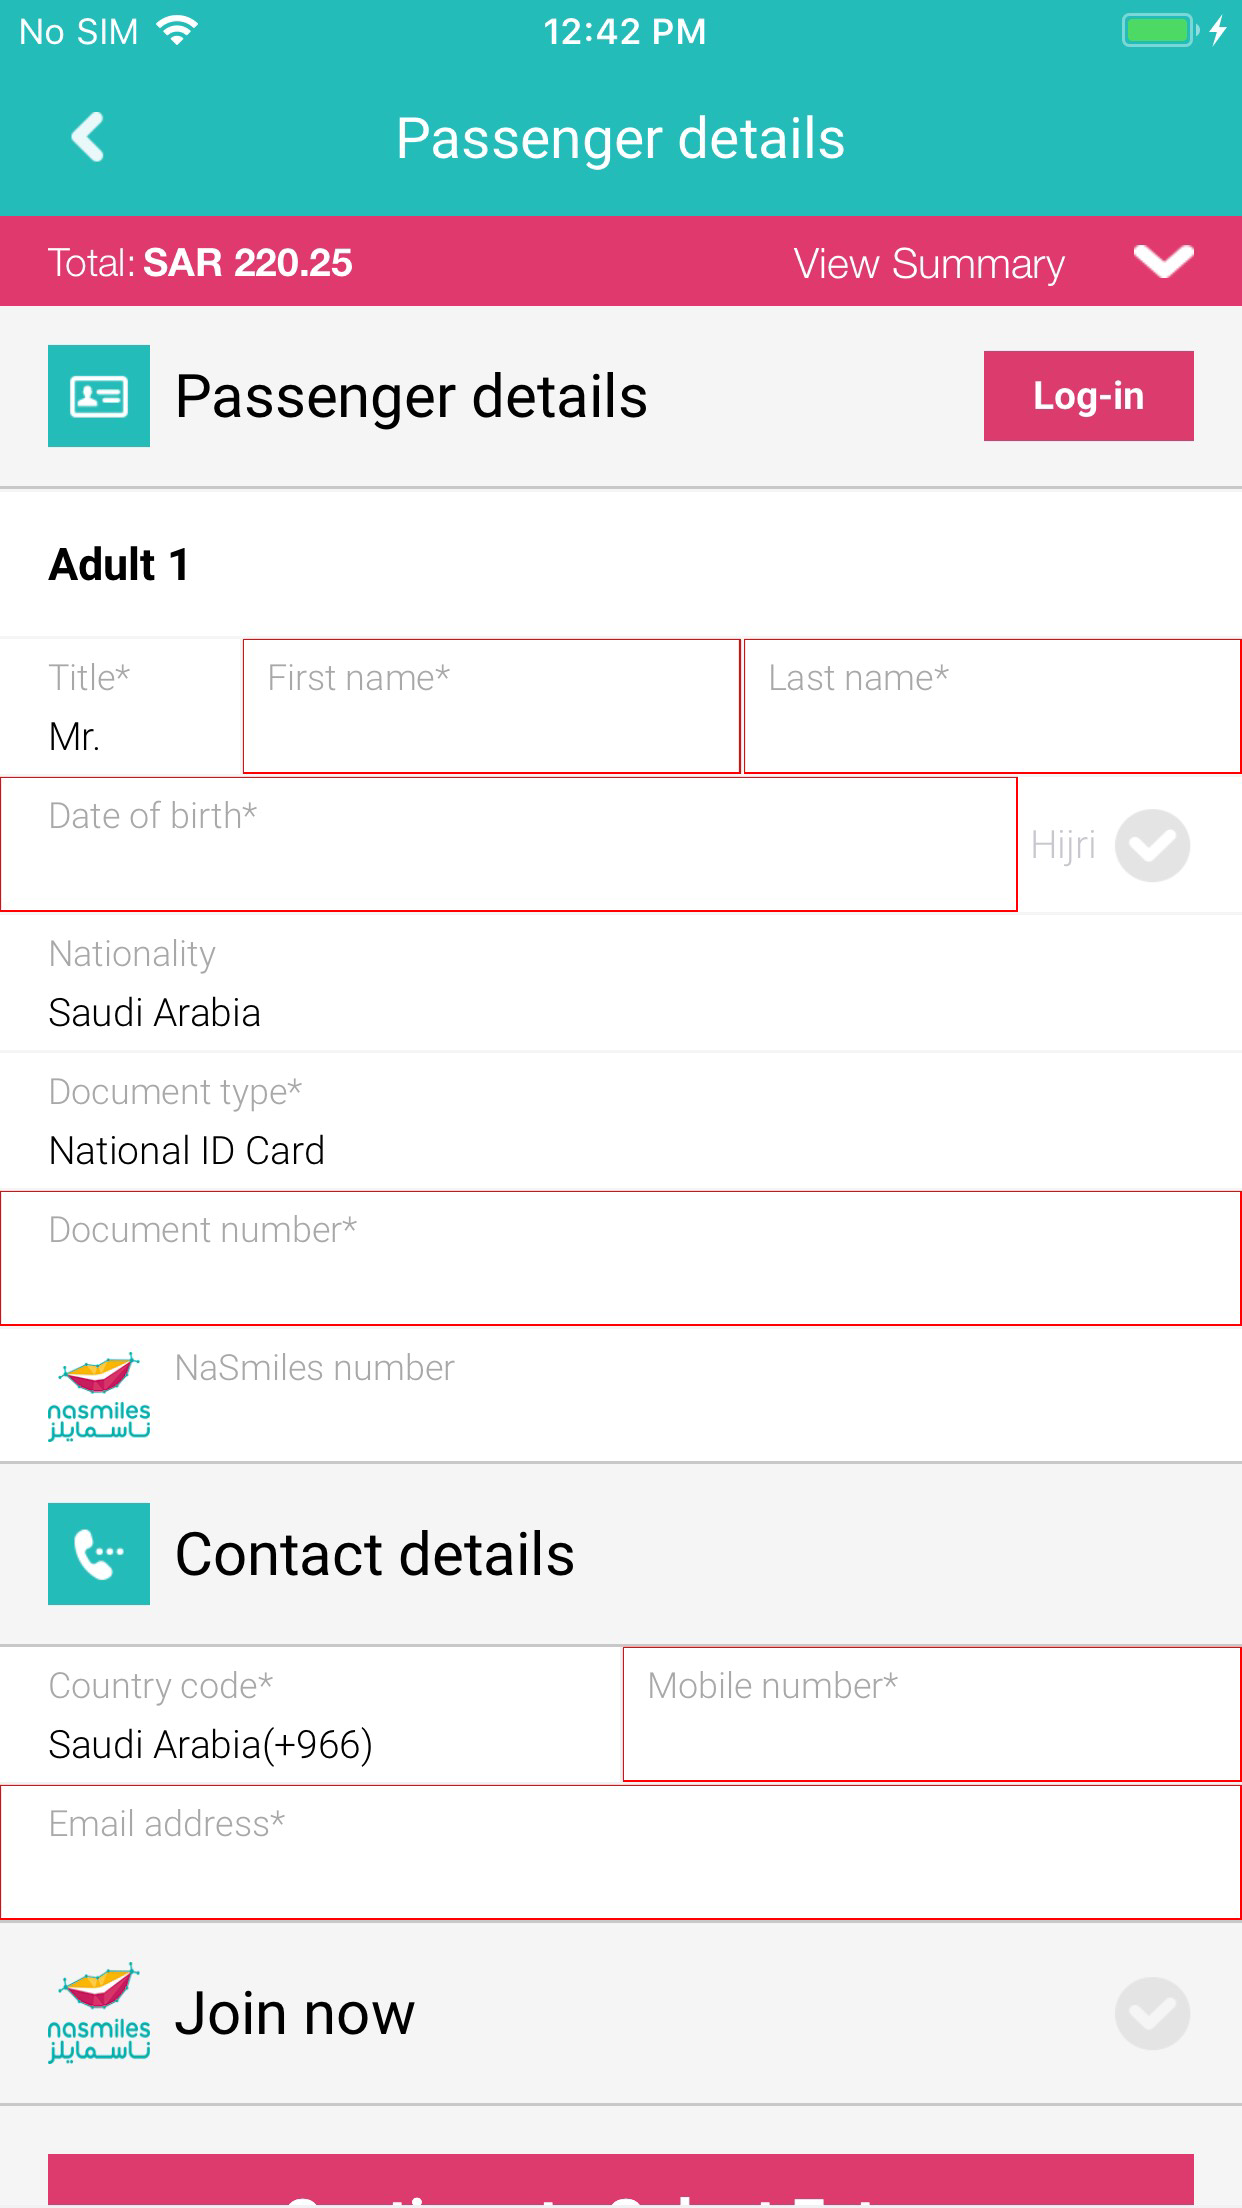 No SIM 12:42 PM
Passenger details
Total: SAR 220.25 View Summary
Passenger details Log-in
Adult 1
Title* First name* Last name*
Mr.
Date of birth*
Hijri
Nationality
Saudi Arabia
Document type*
National ID Card
Document number*
NaSmiles number
nasmiles
ناسمايلز
Contact details
Country code* Mobile number*
Saudi Arabia(+966)
Email address*
Join now
nasmiles
ناسمايلز